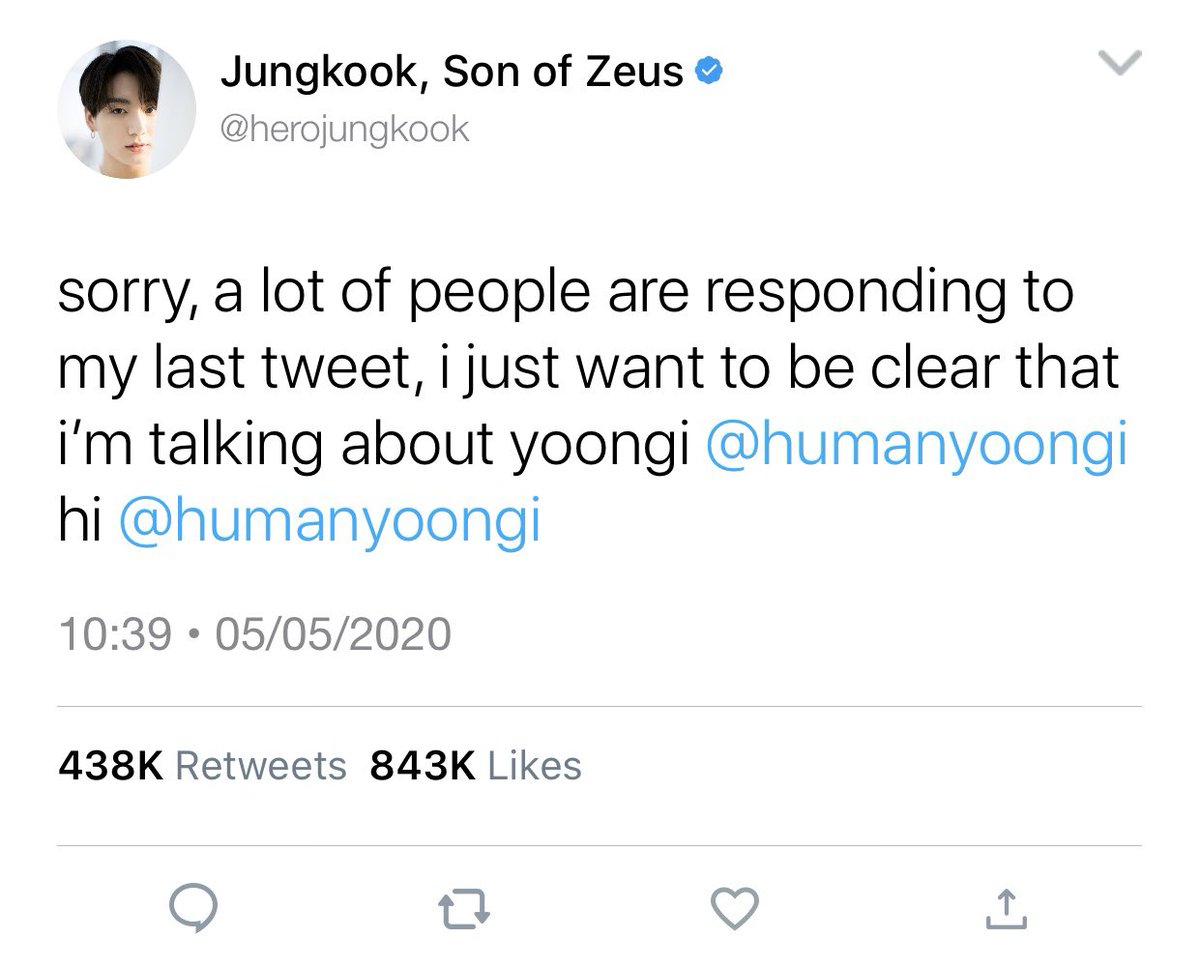 Jungkook, Son of Zeus
@herojungkook
sorry, a lot of people are responding to
my last tweet, i just want to be clear that
i’m talking about yoongi @humanyoongi
hi @humanyoongi
10:39 • 05/05/2020
438K Retweets 843K Likes